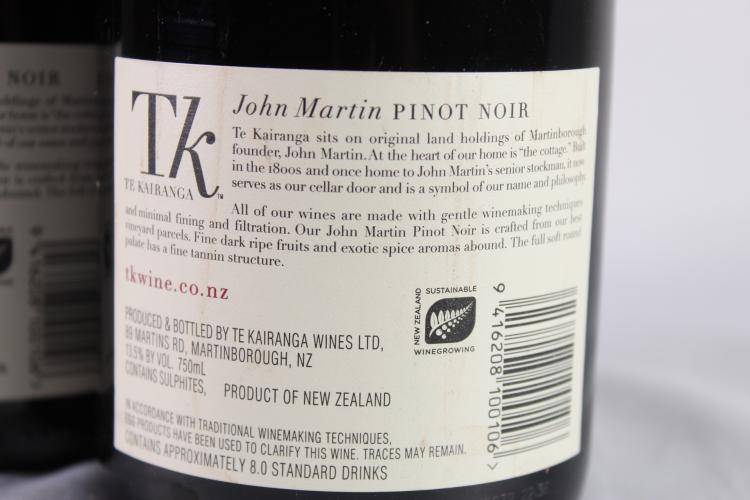 Tk
TE KAIRANGA™
John Martin PINOT NOIR
Te Kairanga sits on original land holdings of Martinborough
founder, John Martin. At the heart of our home is "the cottage." Built
in the 1800s and once home to John Martin's senior stockman, it now
serves as our cellar door and is a symbol of our name and philosophy.
All of our wines are made with gentle winemaking techniques
and minimal fining and filtration. Our John Martin Pinot Noir is crafted from our best
vineyard parcels. Fine dark ripe fruits and exotic spice aromas abound. The full soft round
palate has a fine tannin structure.
tkwine.co.nz
PRODUCED & BOTTLED BY TE KAIRANGA WINES LTD,
89 MARTINS RD, MARTINBOROUGH, NZ
13.5% BY VOL. 750mL
CONTAINS SULPHITES,
PRODUCT OF NEW ZEALAND
IN ACCORDANCE WITH TRADITIONAL WINEMAKING TECHNIQUES,
EGG PRODUCTS HAVE BEEN USED TO CLARIFY THIS WINE. TRACES MAY REMAIN.
CONTAINS APPROXIMATELY 8.0 STANDARD DRINKS
NEW ZEALAND
SUSTAINABLE
WINEGROWING
9 416208 100106 >
NOIR
holdings of Martin